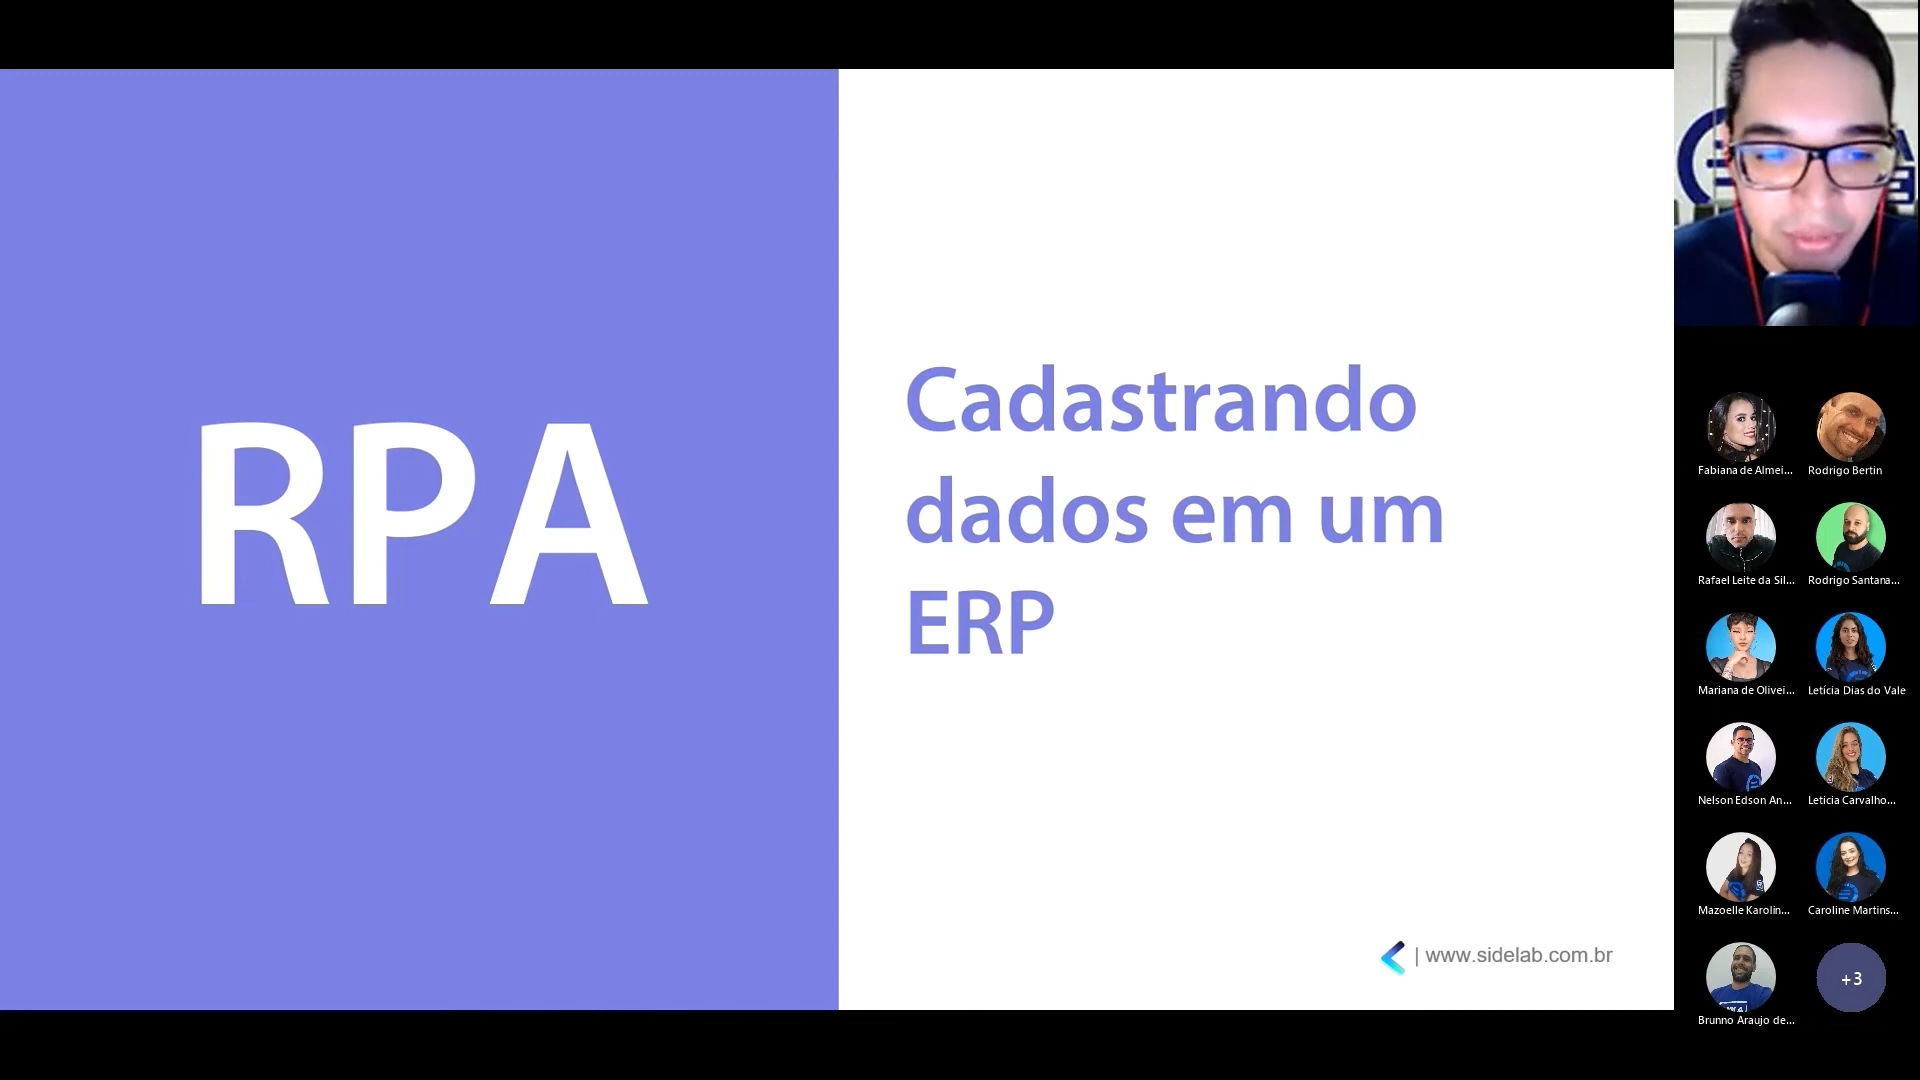 RPA
Cadastrando
dados em um
ERP
| www.sidelab.com.br
Fabiana de Almei...
Rodrigo Bertin
Rafael Leite da Sil...
Rodrigo Santana...
Mariana de Olivei...
Letícia Dias do Vale
Nelson Edson An...
Leticia Carvalho...
Mazoelle Karolin...
Caroline Martins...
Brunno Araujo de...
+3